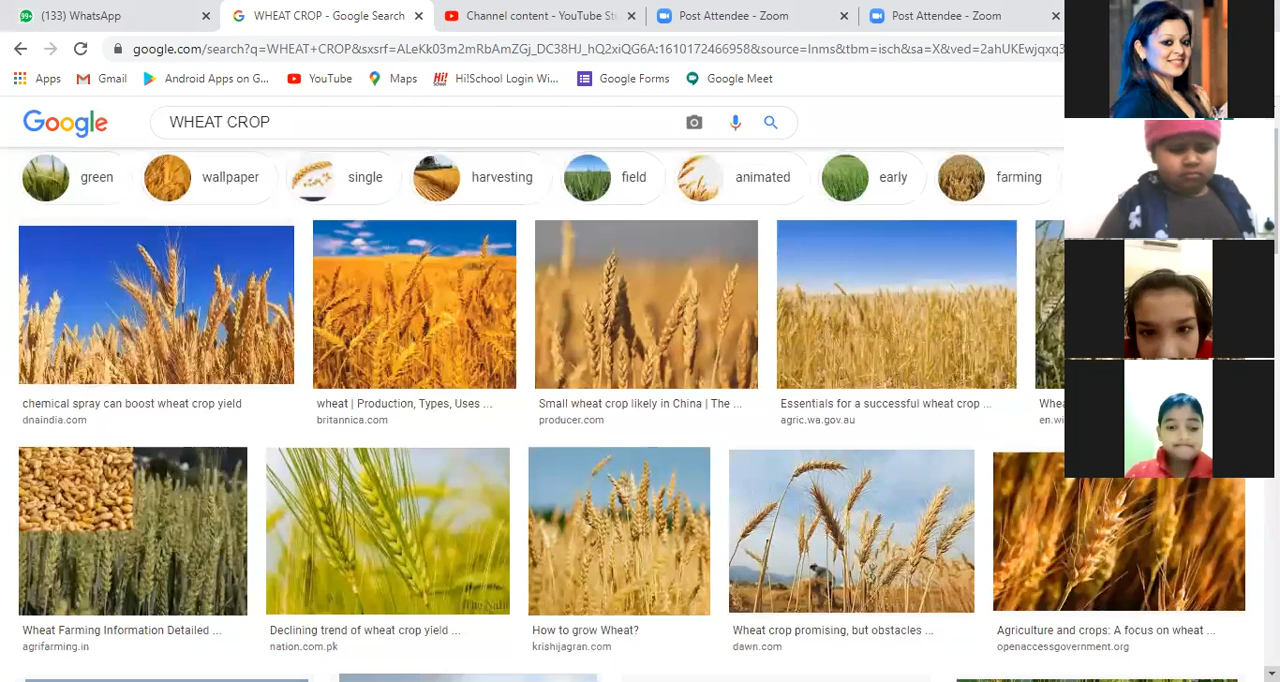 99+ (133) WhatsApp
WHEAT CROP - Google Search
Channel content - YouTube St
Post Attendee - Zoom
Post Attendee - Zoom
google.com/search?q=WHEAT+CROP&sxsrf=ALeKk03m2dnRbAmZGj_DC38HJ_hQ2xiQG6A:1610172466958&source=lnms&tbm=isch&sa=X&ved=2ahUKEwjqxq3
Apps
Gmail
Android Apps on G...
YouTube
Maps
Hi! Hi!School Login Wi...
Google Forms
Google Meet
Google
WHEAT CROP
green
wallpaper
single
harvesting
field
animated
early
farming
chemical spray can boost wheat crop yield
dnaindia.com
wheat | Production, Types, Uses ...
britannica.com
Small wheat crop likely in China | The ...
producer.com
Essentials for a successful wheat crop ...
agric.wa.gov.au
Whea
en.wi
Wheat Farming Information Detailed ...
agrifarming.in
Declining trend of wheat crop yield ...
nation.com.pk
How to grow Wheat?
krishijagran.com
Wheat crop promising, but obstacles ...
dawn.com
Agriculture and crops: A focus on wheat ...
openaccessgovernment.org